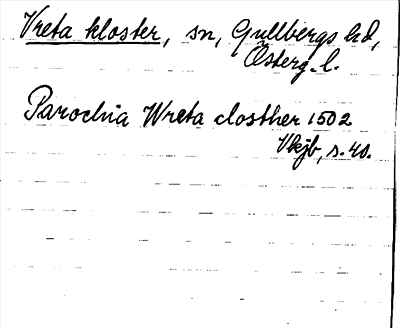 Vreta kloster, sn, Gullbergs hd,
Österg. l.
Parochia Wreta closther 1502
Vkjb, s. 40.